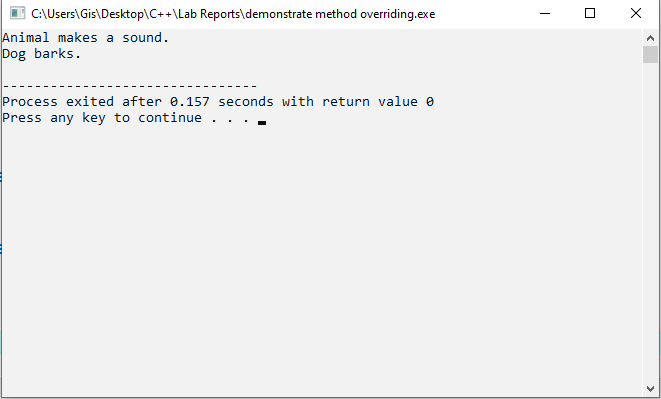 C:\Users\Gis\Desktop\C++\Lab Reports\demonstrate method overriding.exe
Animal makes a sound.
Dog barks.
--------------------------------
Process exited after 0.157 seconds with return value 0
Press any key to continue . . .